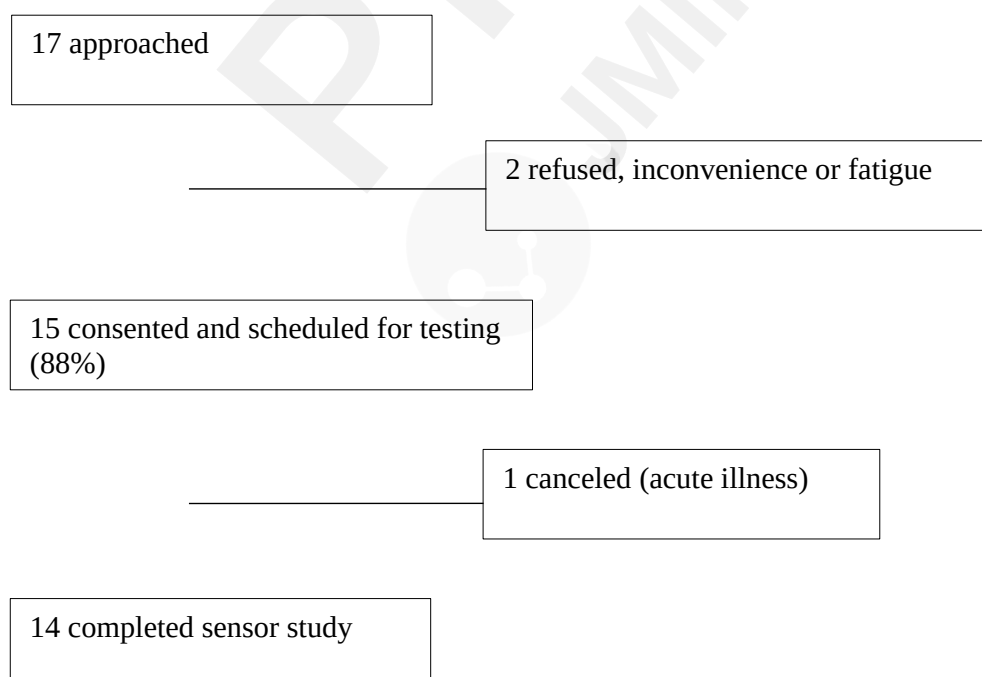 17 approached
2 refused, inconvenience or fatigue
15 consented and scheduled for testing
(88%)
1 canceled (acute illness)
14 completed sensor study